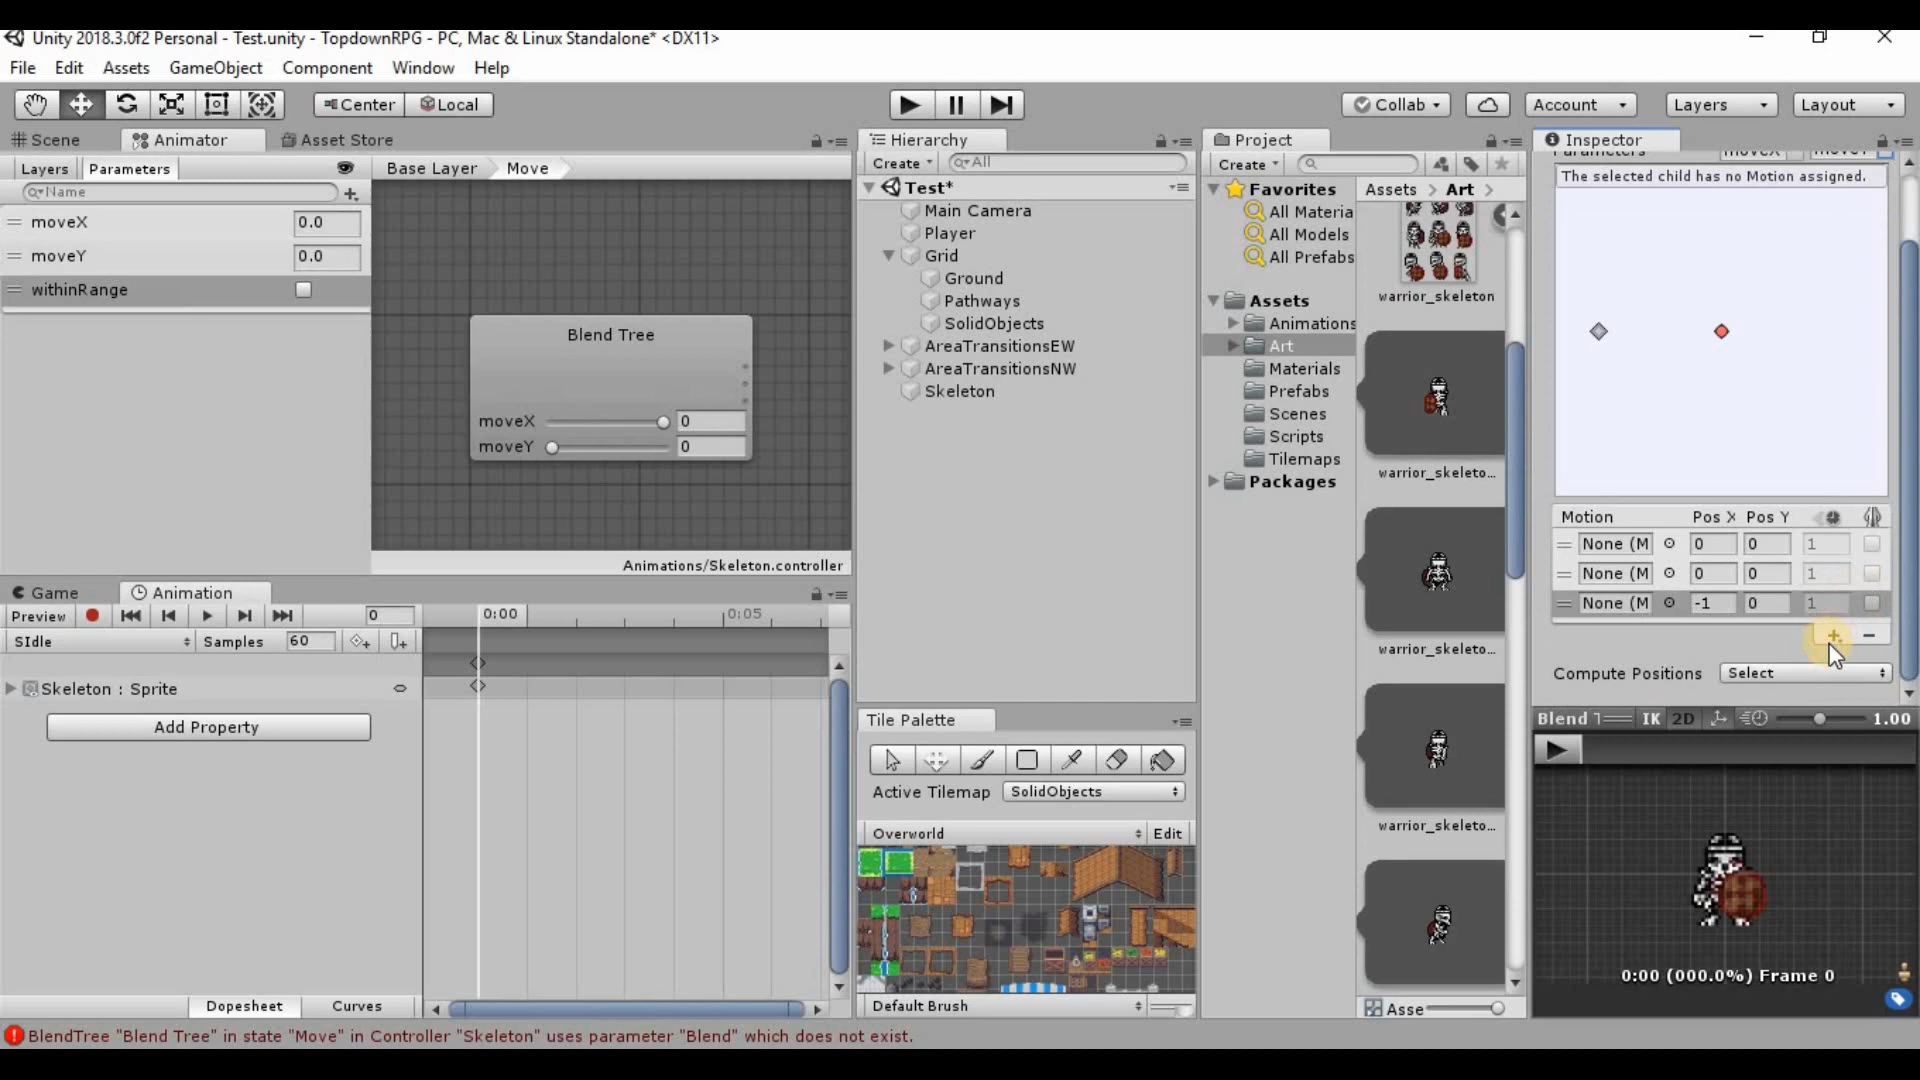 Unity 2018.3.0f2 Personal - Test.unity - TopdownRPG - PC, Mac & Linux Standalone* <DX11>
File Edit Assets GameObject Component Window Help
Center Local
Collab Account Layers Layout
Scene Animator Asset Store
Layers Parameters
Base Layer Move
Name
moveX 0.0
moveY 0.0
withinRange
Blend Tree
moveX 0
moveY 0
Animations/Skeleton.controller
Game Animation
Preview 0 0:00 0:05
SIdle Samples 60
Skeleton : Sprite
Add Property
Dopesheet Curves
Hierarchy
Create All
Test*
Main Camera
Player
Grid
Ground
Pathways
SolidObjects
AreaTransitionsEW
AreaTransitionsNW
Skeleton
Tile Palette
Active Tilemap SolidObjects
Overworld Edit
Default Brush
Project
Create
Favorites
All Materia
All Models
All Prefabs
Assets
Animations
Art
Materials
Prefabs
Scenes
Scripts
Tilemaps
Packages
Assets Art
warrior_skeleton
warrior_skeleto...
warrior_skeleto...
warrior_skeleto...
Asse
Inspector
The selected child has no Motion assigned.
Motion Pos X Pos Y
None (M 0 0 1
None (M 0 0 1
None (M -1 0 1
Compute Positions Select
Blend T IK 2D 1.00
0:00 (000.0%) Frame 0
BlendTree "Blend Tree" in state "Move" in Controller "Skeleton" uses parameter "Blend" which does not exist.